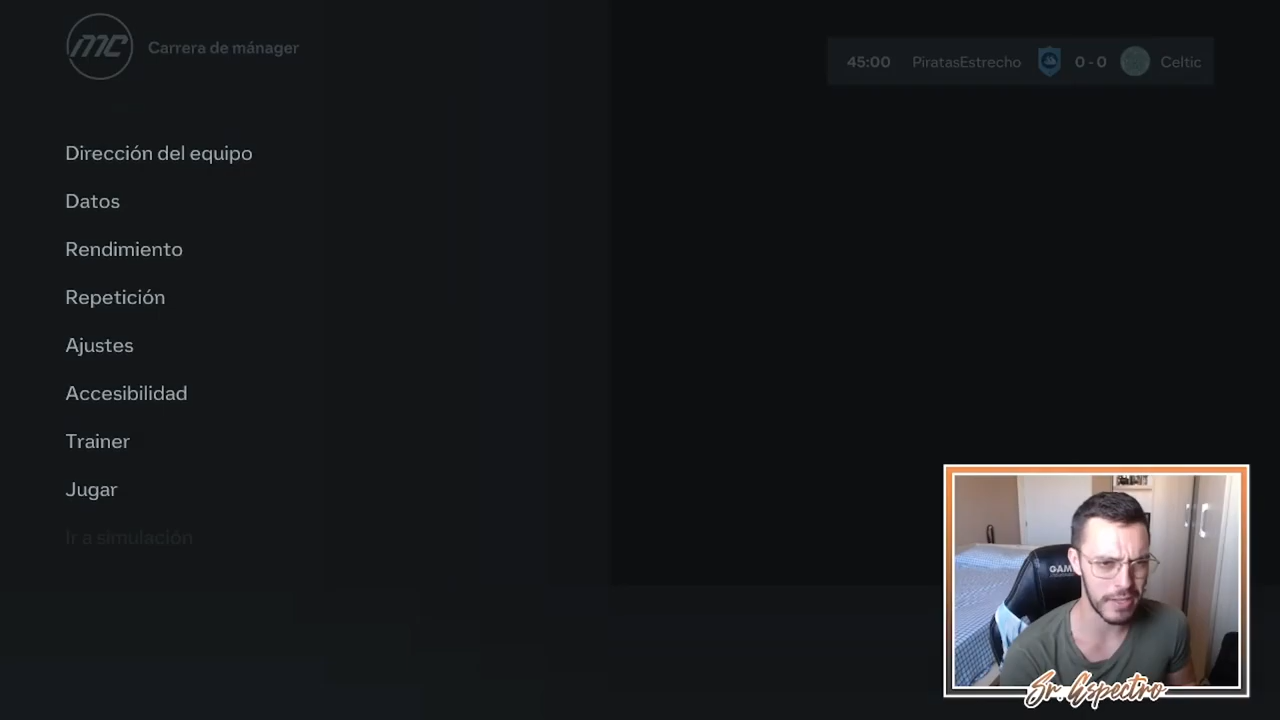 MC Carrera de mánager
45:00 PiratasEstrecho 0 - 0 Celtic
Dirección del equipo
Datos
Rendimiento
Repetición
Ajustes
Accesibilidad
Trainer
Jugar
Ir a simulación
GAM
Sr. Espectro